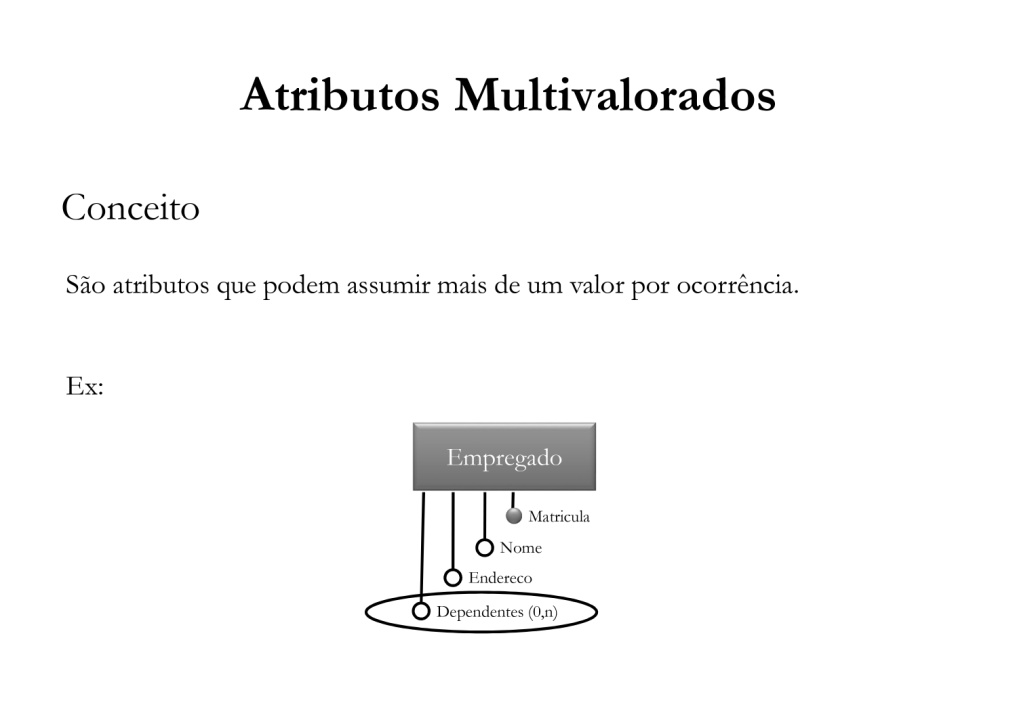 Atributos Multivalorados
Conceito
São atributos que podem assumir mais de um valor por ocorrência.
Ex:
Empregado
Matricula
Nome
Endereco
Dependentes (0,n)